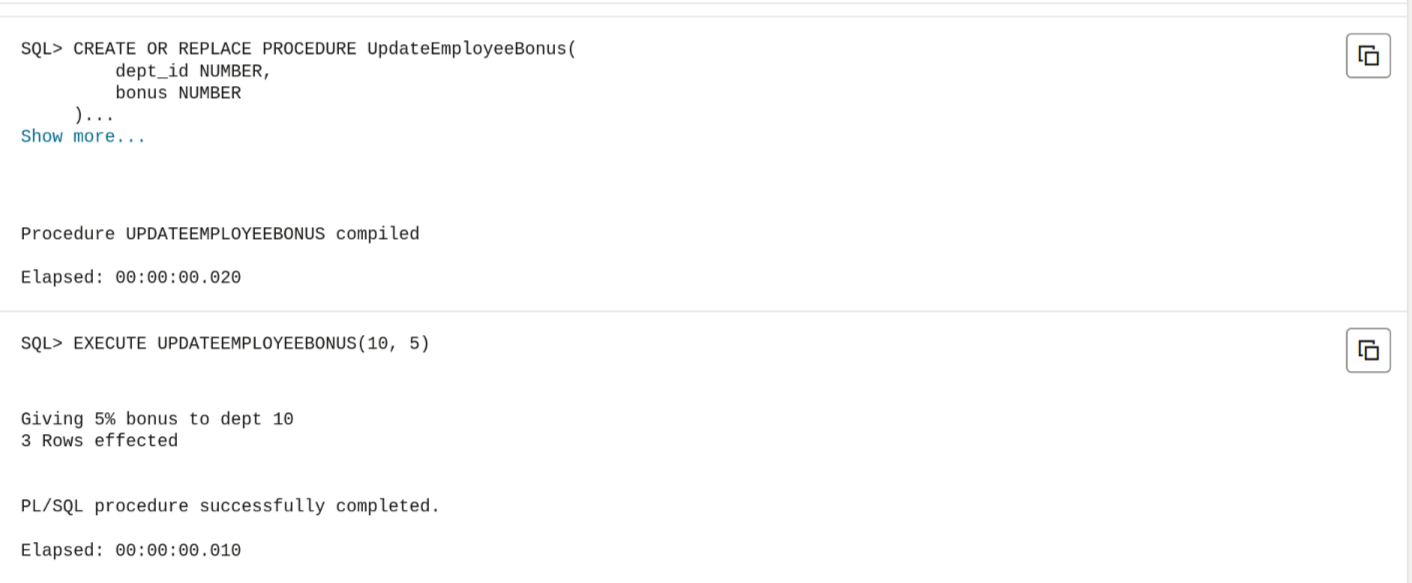 SQL> CREATE OR REPLACE PROCEDURE UpdateEmployeeBonus(
dept_id NUMBER,
bonus NUMBER
)...
Show more...
Procedure UPDATEEMPLOYEEBONUS compiled
Elapsed: 00:00:00.020
SQL> EXECUTE UPDATEEMPLOYEEBONUS(10, 5)
Giving 5% bonus to dept 10
3 Rows effected
PL/SQL procedure successfully completed.
Elapsed: 00:00:00.010